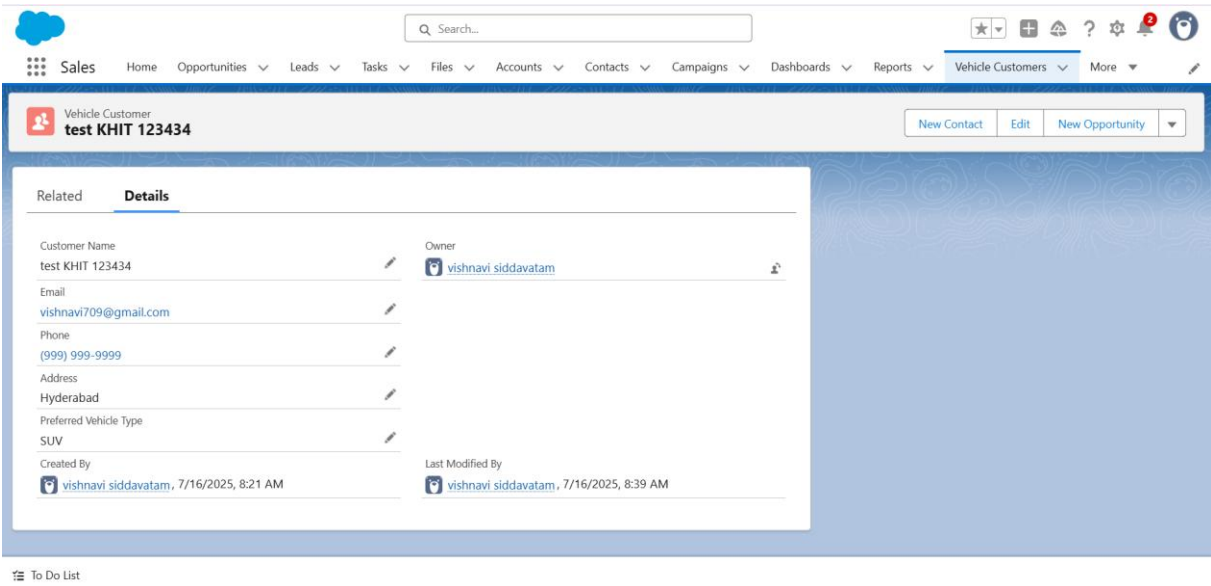 Search...
2
Sales Home Opportunities Leads Tasks Files Accounts Contacts Campaigns Dashboards Reports Vehicle Customers More
Vehicle Customer
test KHIT 123434
New Contact Edit New Opportunity
Related Details
Customer Name
test KHIT 123434
Owner
vishnavi siddavatam
Email
vishnavi709@gmail.com
Phone
(999) 999-9999
Address
Hyderabad
Preferred Vehicle Type
SUV
Created By
vishnavi siddavatam, 7/16/2025, 8:21 AM
Last Modified By
vishnavi siddavatam, 7/16/2025, 8:39 AM
To Do List